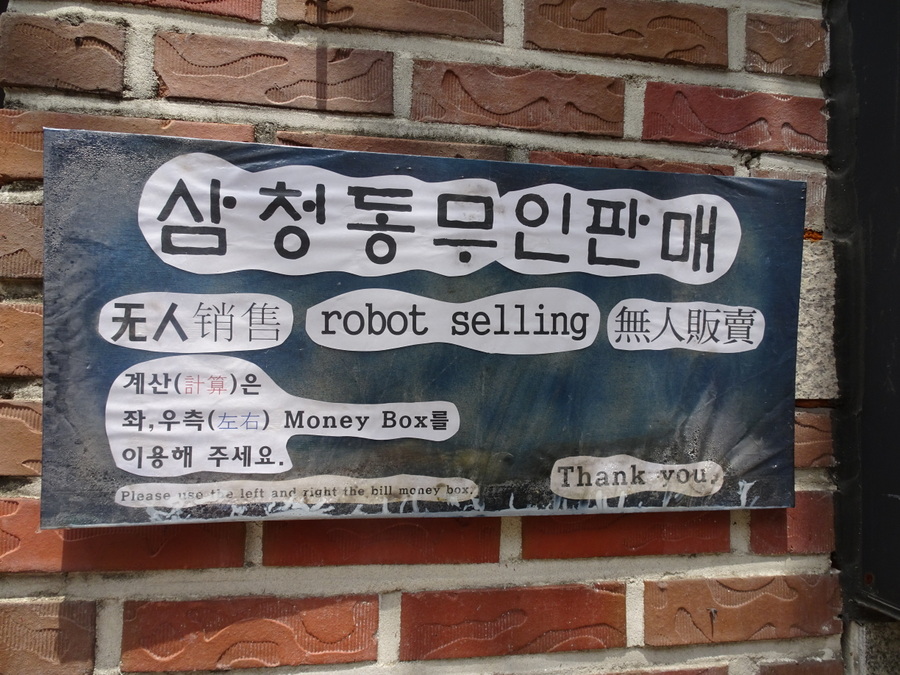 삼청동무인판매
无人销售 robot selling 無人販賣
계산(計算)은
좌,우측(左右) Money Box를
이용해 주세요.
Please use the left and right the bill money box.
Thank you.